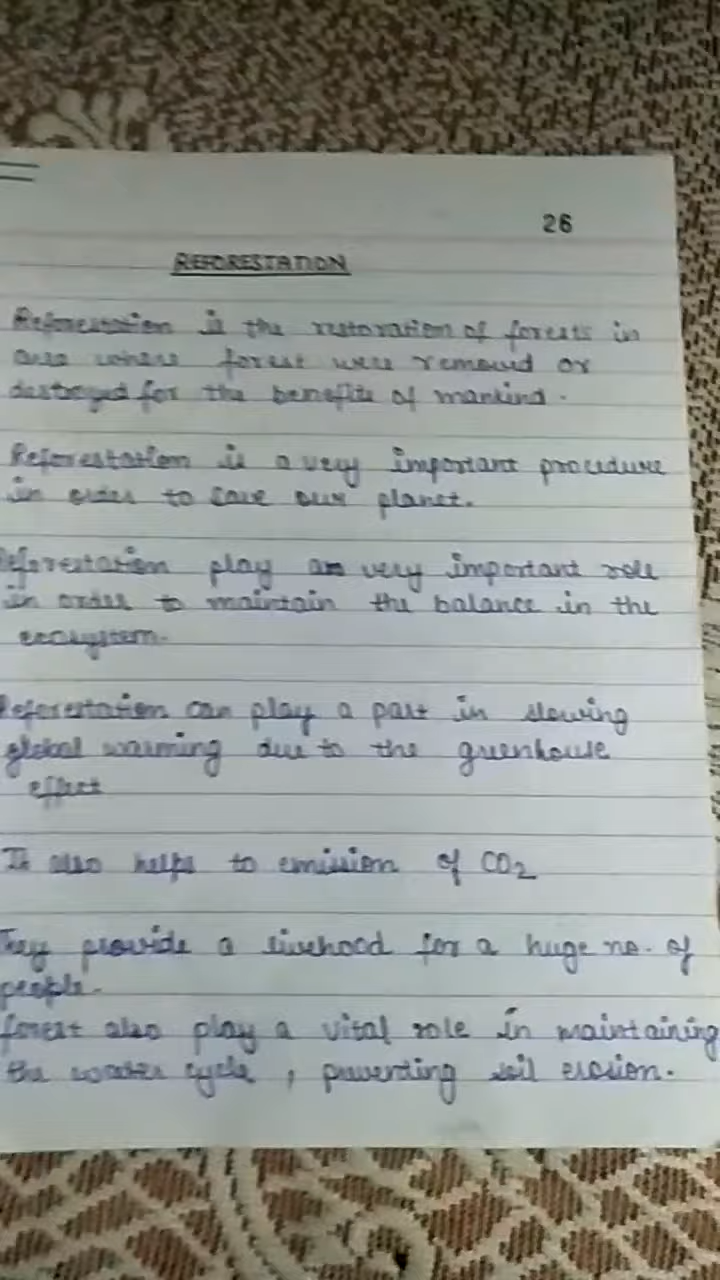 26
REFORESTATION
Reforestation is the restoration of forests in
area where forest were removed or
destroyed for the benefits of mankind.
Reforestation is a very important procedure
in order to save our planet.
Reforestation play an very important role
in order to maintain the balance in the
ecosystem.
Reforestation can play a part in slowing
global warming due to the greenhouse
effect
It also helps to emission of CO2
They provide a livehood for a huge no. of
people.
forest also play a vital role in maintaining
the water cycle, preventing soil erosion.